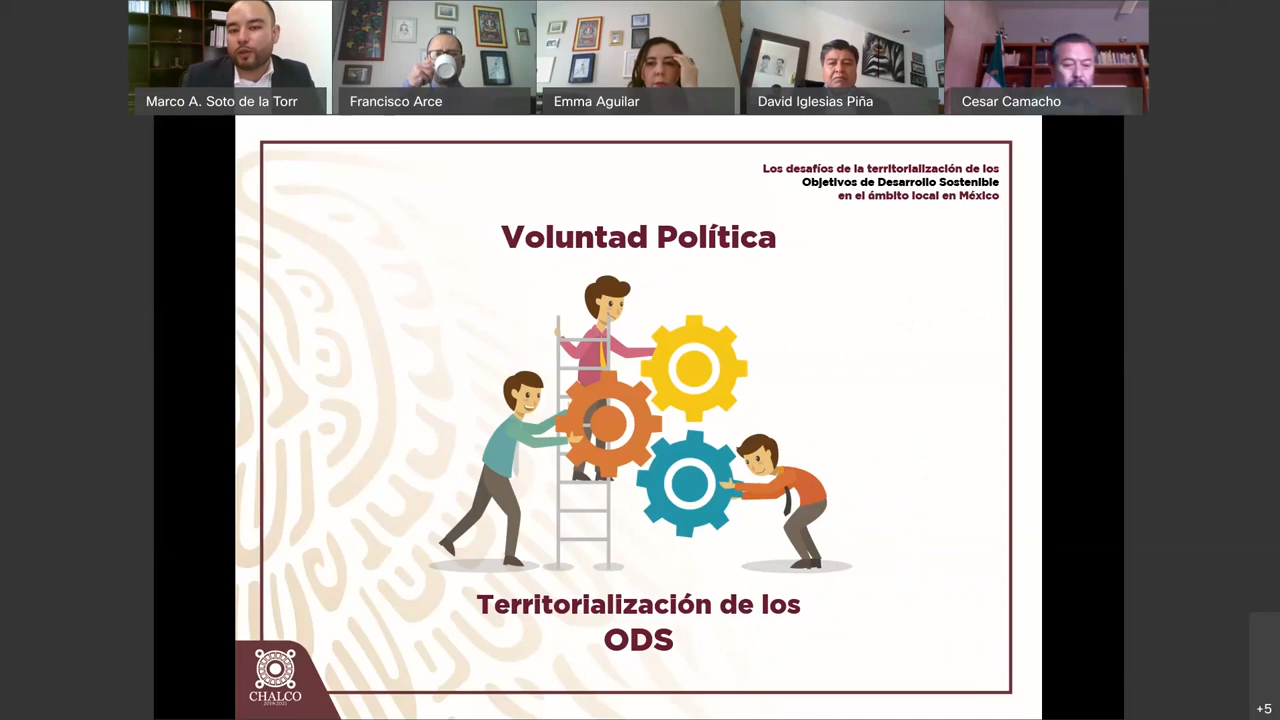 Marco A. Soto de la Torr
Francisco Arce
Emma Aguilar
David Iglesias Piña
Cesar Camacho
Los desafíos de la territorialización de los
Objetivos de Desarrollo Sostenible
en el ámbito local en México
Voluntad Política
Territorialización de los
ODS
CHALCO
2019-2021
+5